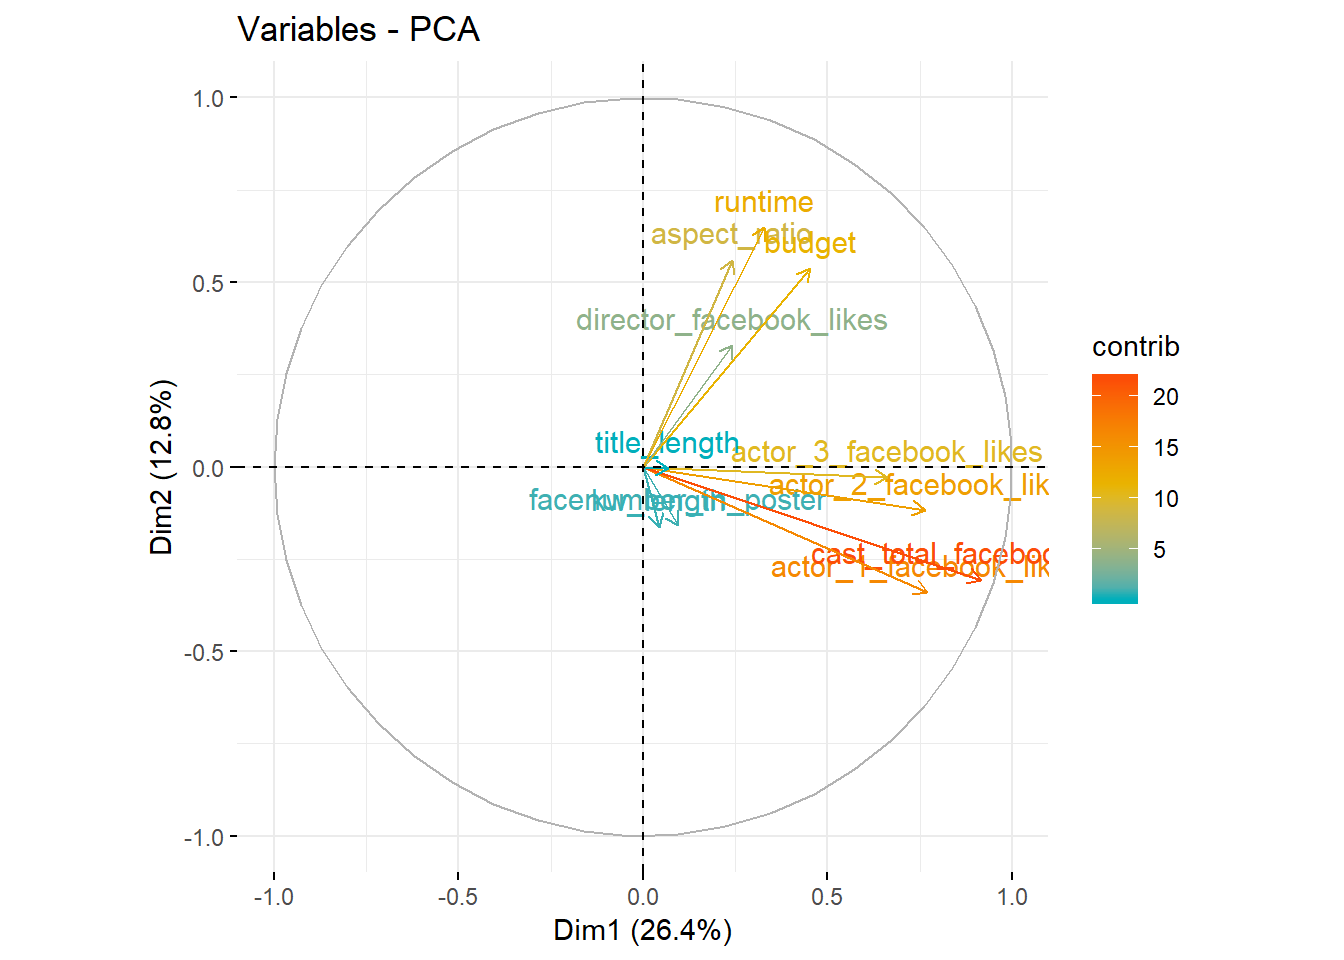 Variables - PCA
1.0
0.5
0.0
-0.5
-1.0
Dim2 (12.8%)
runtime
aspect_ratio
budget
director_facebook_likes
title_length
actor_3_facebook_likes
actor_2_facebook_lik
cast_total_faceboo
actor_1_facebook_lik
-1.0
-0.5
0.0
0.5
1.0
Dim1 (26.4%)
contrib
20
15
10
5